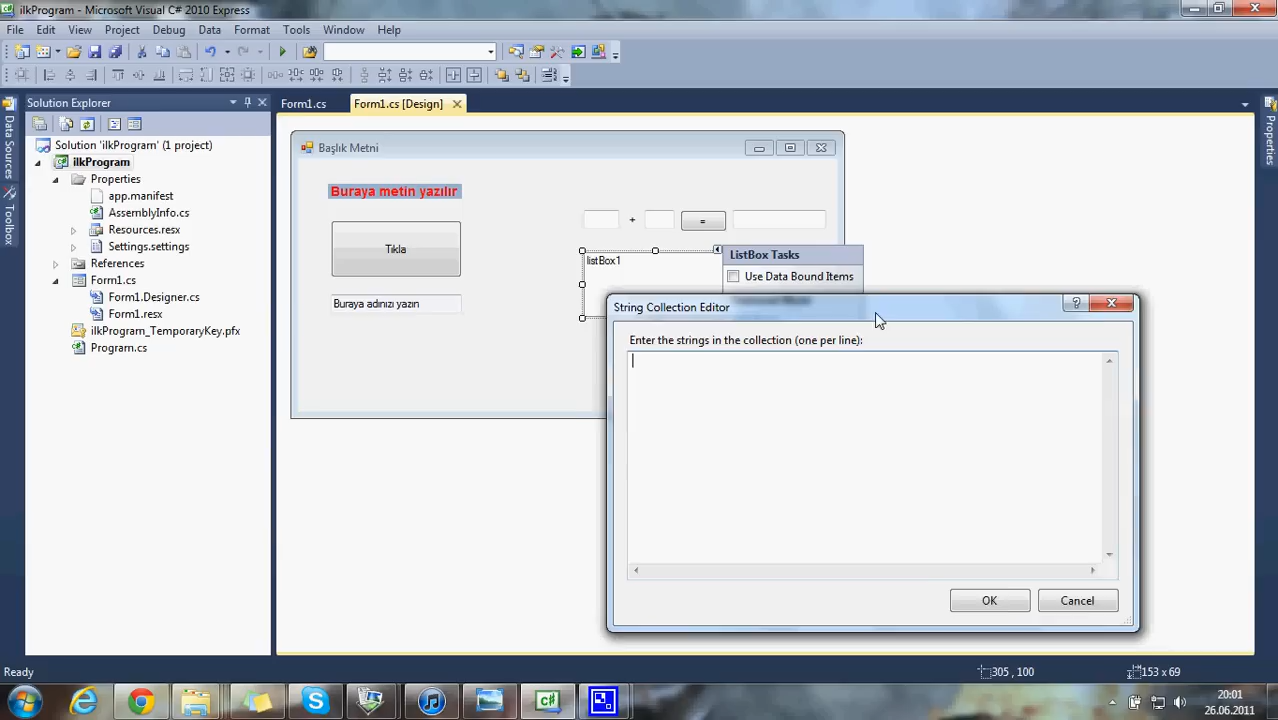 ilkProgram - Microsoft Visual C# 2010 Express
File Edit View Project Debug Data Format Tools Window Help
Solution Explorer
Form1.cs
Form1.cs [Design]
Data Sources
Toolbox
Properties
Solution 'ilkProgram' (1 project)
ilkProgram
Properties
app.manifest
AssemblyInfo.cs
Resources.resx
Settings.settings
References
Form1.cs
Form1.Designer.cs
Form1.resx
ilkProgram_TemporaryKey.pfx
Program.cs
Başlık Metni
Buraya metin yazılır
+
=
Tıkla
listBox1
ListBox Tasks
Use Data Bound Items
Buraya adınızı yazın
String Collection Editor
Enter the strings in the collection (one per line):
OK
Cancel
Ready
305 , 100
153 x 69
20:01
26.06.2011